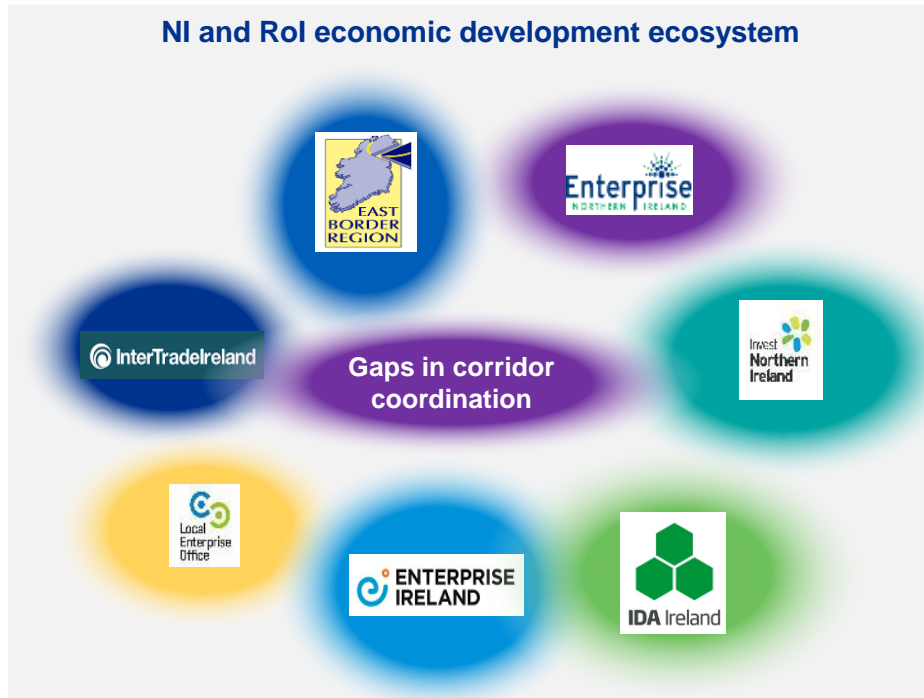 NI and RoI economic development ecosystem
EAST
BORDER
REGION
Enterprise
NORTHERN IRELAND
InterTradeIreland
Gaps in corridor
coordination
Invest
Northern
Ireland
Local
Enterprise
Office
ENTERPRISE
IRELAND
IDA Ireland